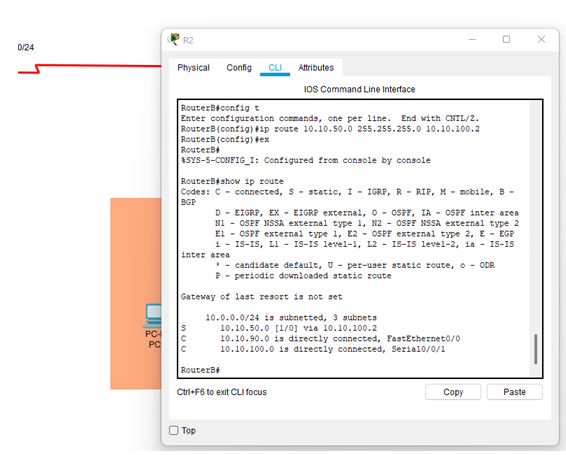 0/24
R2
Physical Config CLI Attributes
IOS Command Line Interface
RouterB#config t
Enter configuration commands, one per line.  End with CNTL/Z.
RouterB(config)#ip route 10.10.50.0 255.255.255.0 10.10.100.2
RouterB(config)#ex
RouterB#
%SYS-5-CONFIG_I: Configured from console by console
RouterB#show ip route
Codes: C - connected, S - static, I - IGRP, R - RIP, M - mobile, B -
BGP
D - EIGRP, EX - EIGRP external, O - OSPF, IA - OSPF inter area
N1 - OSPF NSSA external type 1, N2 - OSPF NSSA external type 2
E1 - OSPF external type 1, E2 - OSPF external type 2, E - EGP
i - IS-IS, L1 - IS-IS level-1, L2 - IS-IS level-2, ia - IS-IS
inter area
* - candidate default, U - per-user static route, o - ODR
P - periodic downloaded static route
Gateway of last resort is not set
10.0.0.0/24 is subnetted, 3 subnets
S 10.10.50.0 [1/0] via 10.10.100.2
C 10.10.90.0 is directly connected, FastEthernet0/0
C 10.10.100.0 is directly connected, Serial0/0/1
RouterB#
PC-
PC
Ctrl+F6 to exit CLI focus
Copy Paste
Top